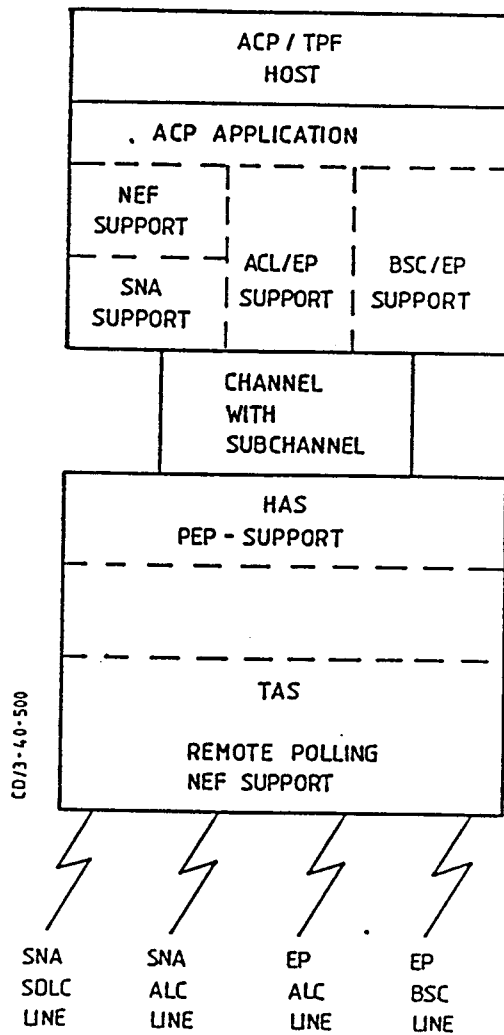 ACP / TPF
HOST
ACP APPLICATION
NEF
SUPPORT
SNA
SUPPORT
ACL/EP
SUPPORT
BSC/EP
SUPPORT
CHANNEL
WITH
SUBCHANNEL
HAS
PEP - SUPPORT
TAS
REMOTE POLLING
NEF SUPPORT
CD/3-40-500
SNA
SDLC
LINE
SNA
ALC
LINE
EP
ALC
LINE
EP
BSC
LINE